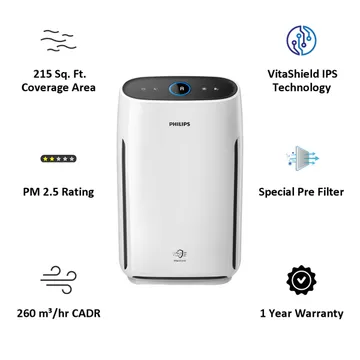 215 Sq. Ft.
Coverage Area
VitaShield IPS
Technology
PHILIPS
PM 2.5 Rating
Special Pre Filter
260 m³/hr CADR
1 Year Warranty